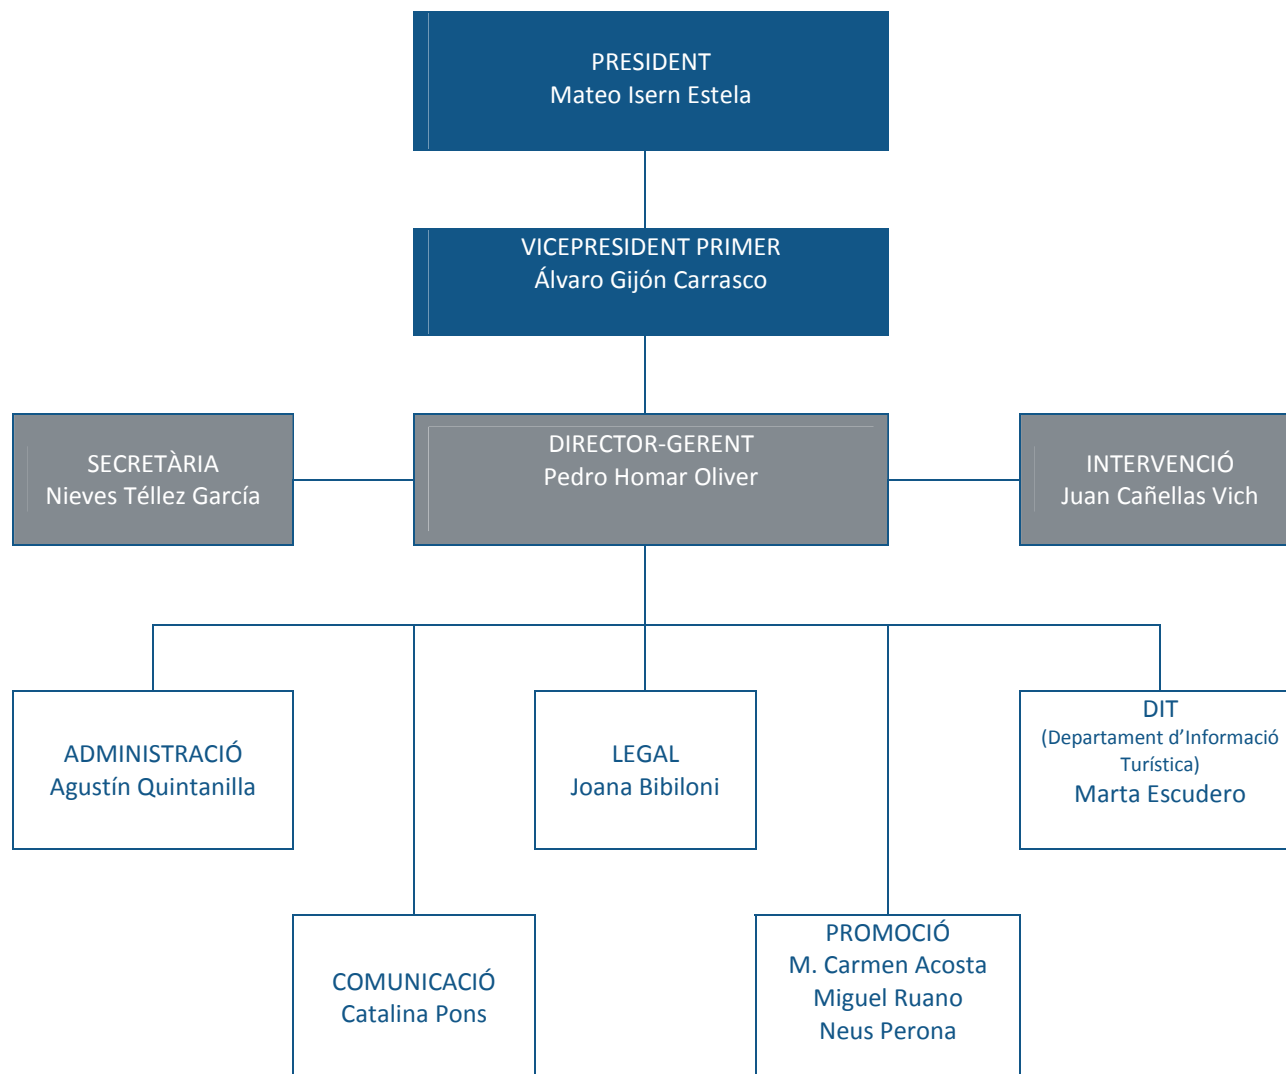 PRESIDENT
Mateo Isern Estela
VICEPRESIDENT PRIMER
Álvaro Gijón Carrasco
SECRETÀRIA
Nieves Téllez García
DIRECTOR-GERENT
Pedro Homar Oliver
INTERVENCIÓ
Juan Cañellas Vich
ADMINISTRACIÓ
Agustín Quintanilla
LEGAL
Joana Bibiloni
DIT
(Departament d’Informació
Turística)
Marta Escudero
COMUNICACIÓ
Catalina Pons
PROMOCIÓ
M. Carmen Acosta
Miguel Ruano
Neus Perona